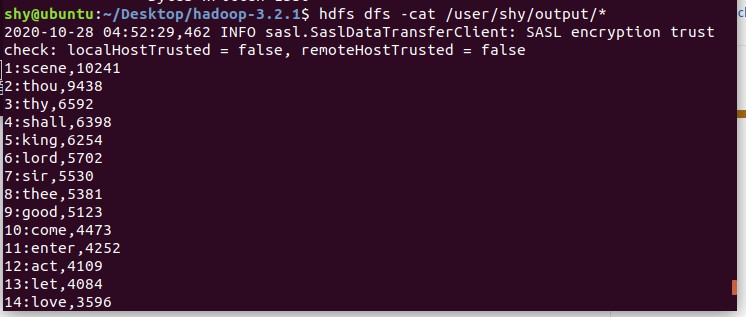 shy@ubuntu:~/Desktop/hadoop-3.2.1$ hdfs dfs -cat /user/shy/output/*
2020-10-28 04:52:29,462 INFO sasl.SaslDataTransferClient: SASL encryption trust
check: localHostTrusted = false, remoteHostTrusted = false
1:scene,10241
2:thou,9438
3:thy,6592
4:shall,6398
5:king,6254
6:lord,5702
7:sir,5530
8:thee,5381
9:good,5123
10:come,4473
11:enter,4252
12:act,4109
13:let,4084
14:love,3596